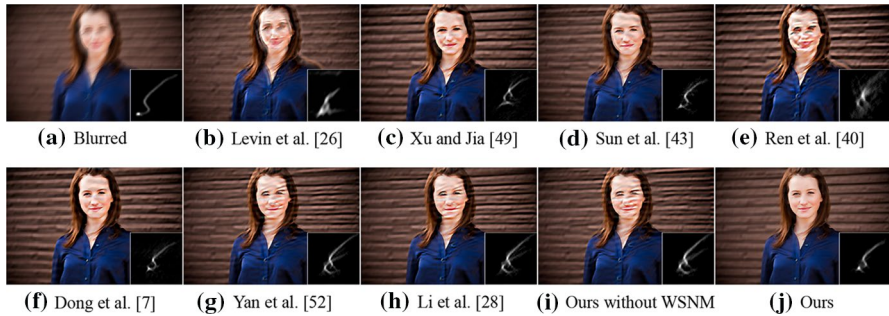 (a) Blurred
(b) Levin et al. [26]
(c) Xu and Jia [49]
(d) Sun et al. [43]
(e) Ren et al. [40]
(f) Dong et al. [7]
(g) Yan et al. [52]
(h) Li et al. [28]
(i) Ours without WSNM
(j) Ours